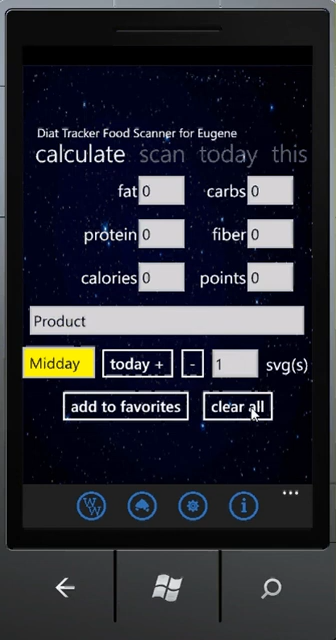 Diat Tracker Food Scanner for Eugene
calculate scan today this
fat 0 carbs 0
protein 0 fiber 0
calories 0 points 0
Product
Midday today + - 1 svg(s)
add to favorites clear all
W W i ...